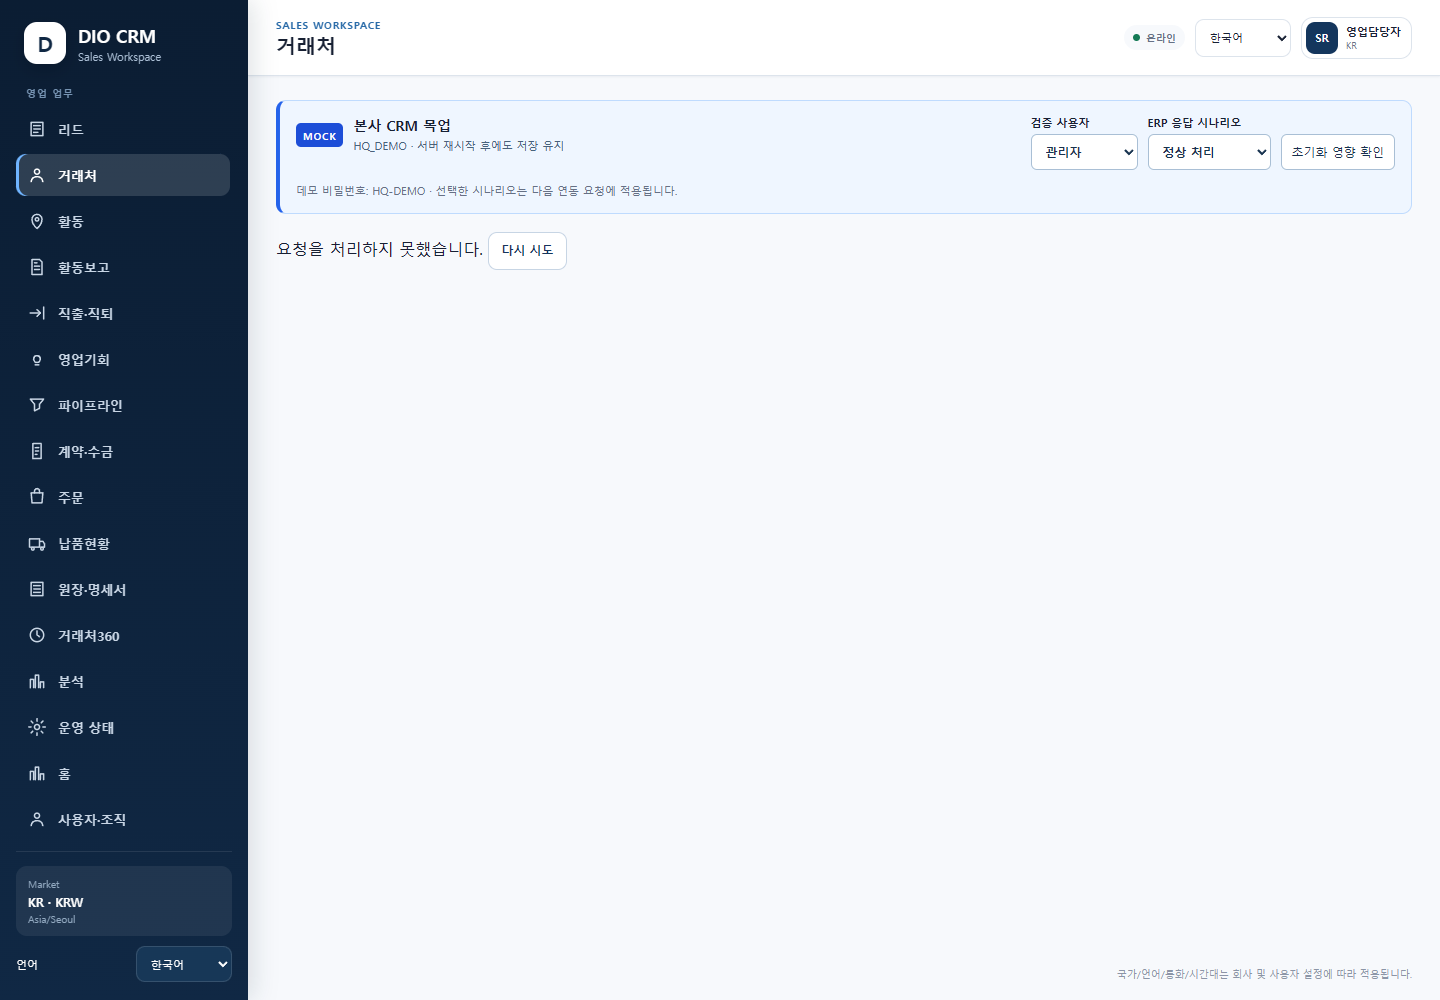 D
DIO CRM
Sales Workspace
영업 업무
리드
거래처
활동
활동보고
직출·직퇴
영업기회
파이프라인
계약·수금
주문
납품현황
원장·명세서
거래처360
분석
운영 상태
홈
사용자·조직
Market
KR · KRW
Asia/Seoul
언어
한국어
SALES WORKSPACE
거래처
온라인
한국어
SR
영업담당자
KR
MOCK
본사 CRM 목업
HQ_DEMO · 서버 재시작 후에도 저장 유지
검증 사용자
관리자
ERP 응답 시나리오
정상 처리
초기화 영향 확인
데모 비밀번호: HQ-DEMO · 선택한 시나리오는 다음 연동 요청에 적용됩니다.
요청을 처리하지 못했습니다.
다시 시도
국가/언어/통화/시간대는 회사 및 사용자 설정에 따라 적용됩니다.